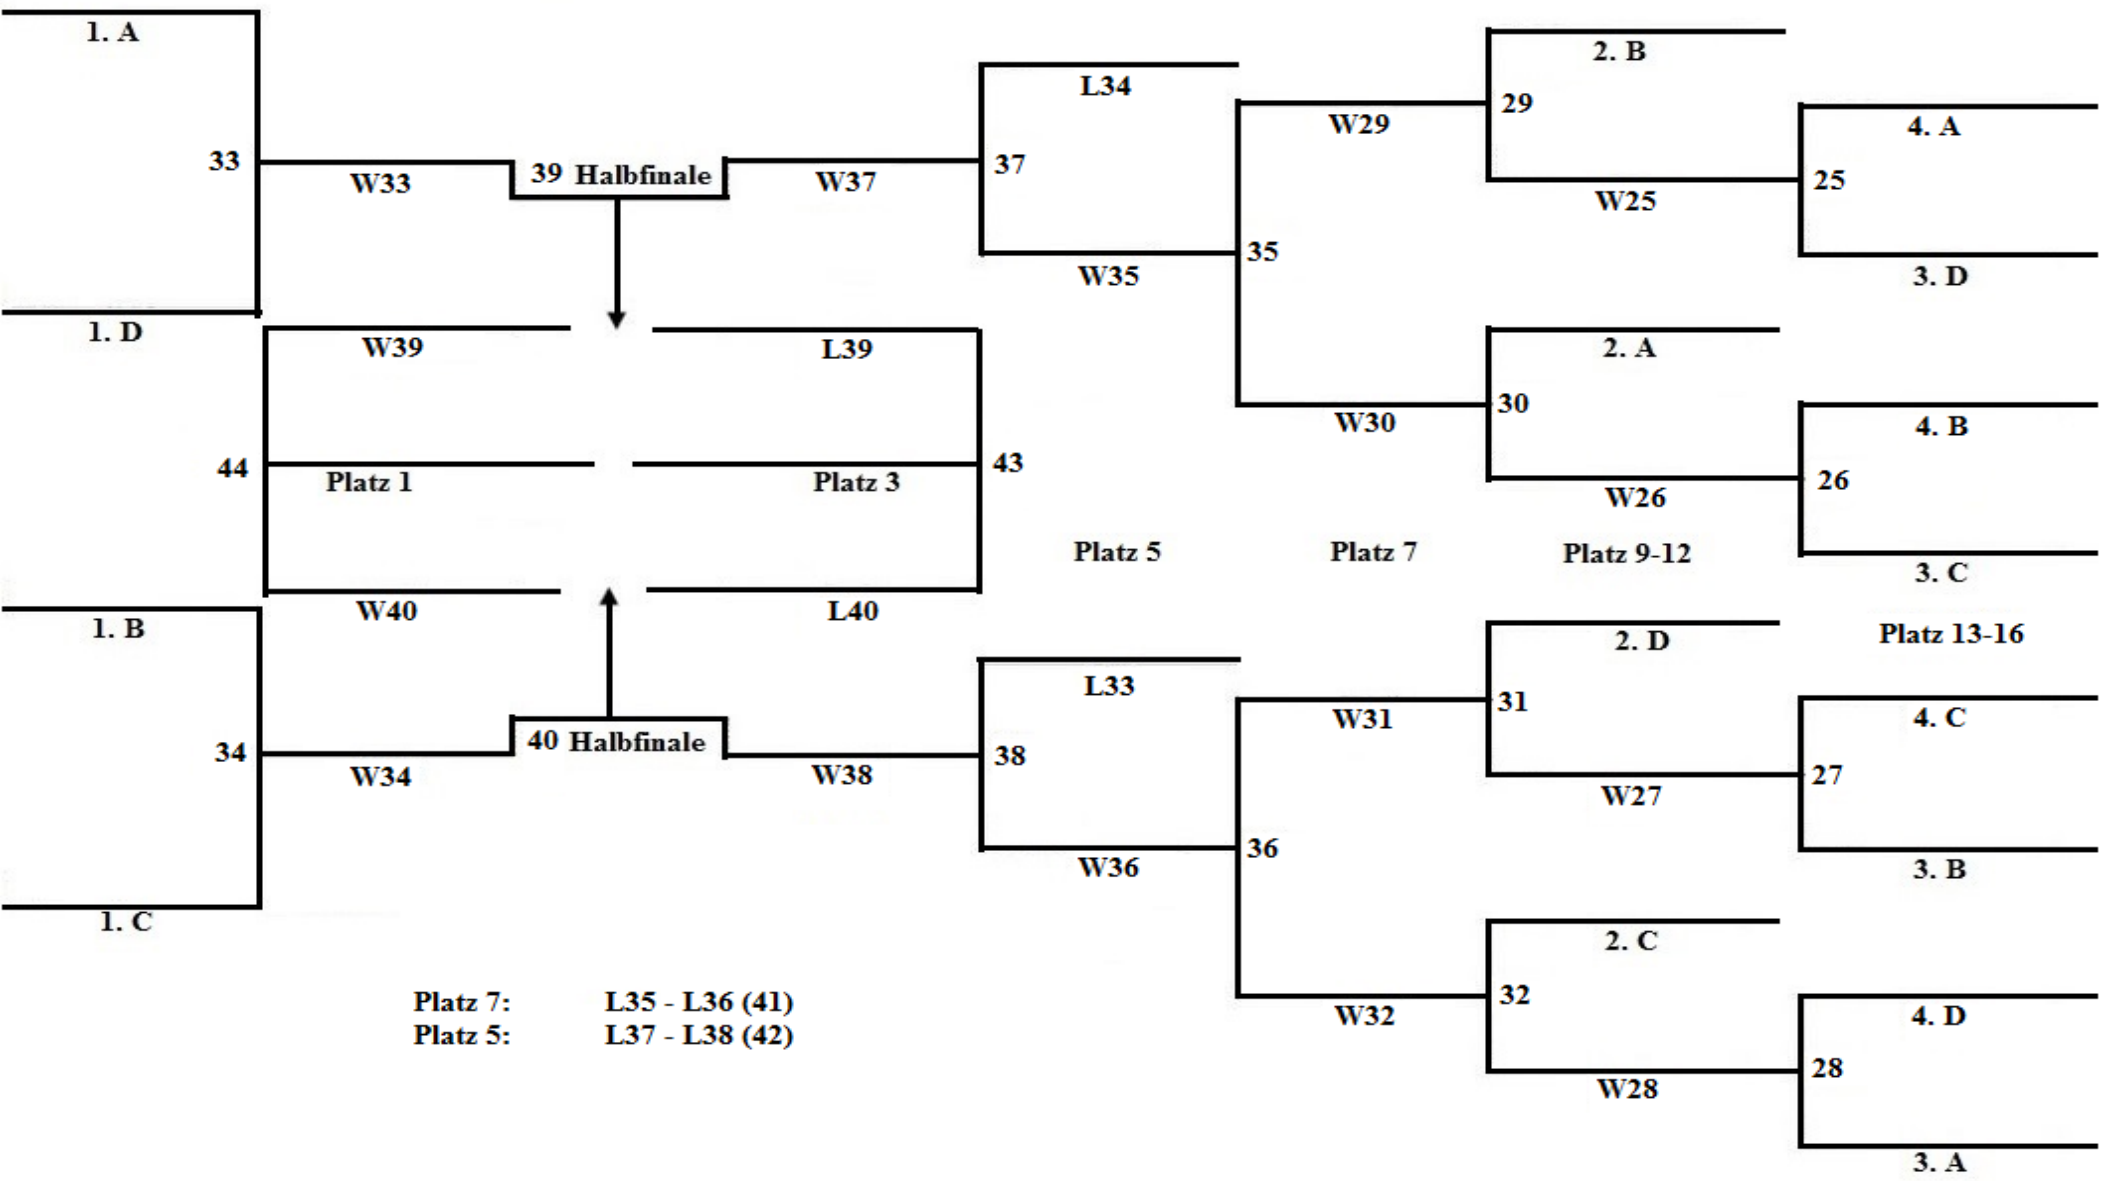 1. A
33
1. D
W33
39 Halbfinale
W37
37
L34
W35
35
W29
29
2. B
W25
25
4. A
3. D
W39
L39
44
Platz 1
Platz 3
43
W40
L40
W30
30
2. A
W26
26
4. B
3. C
Platz 5
Platz 7
Platz 9-12
Platz 13-16
1. B
34
1. C
W34
40 Halbfinale
W38
38
L33
W36
36
W31
31
2. D
W27
27
4. C
3. B
W32
32
2. C
W28
28
4. D
3. A
Platz 7: L35 - L36 (41)
Platz 5: L37 - L38 (42)